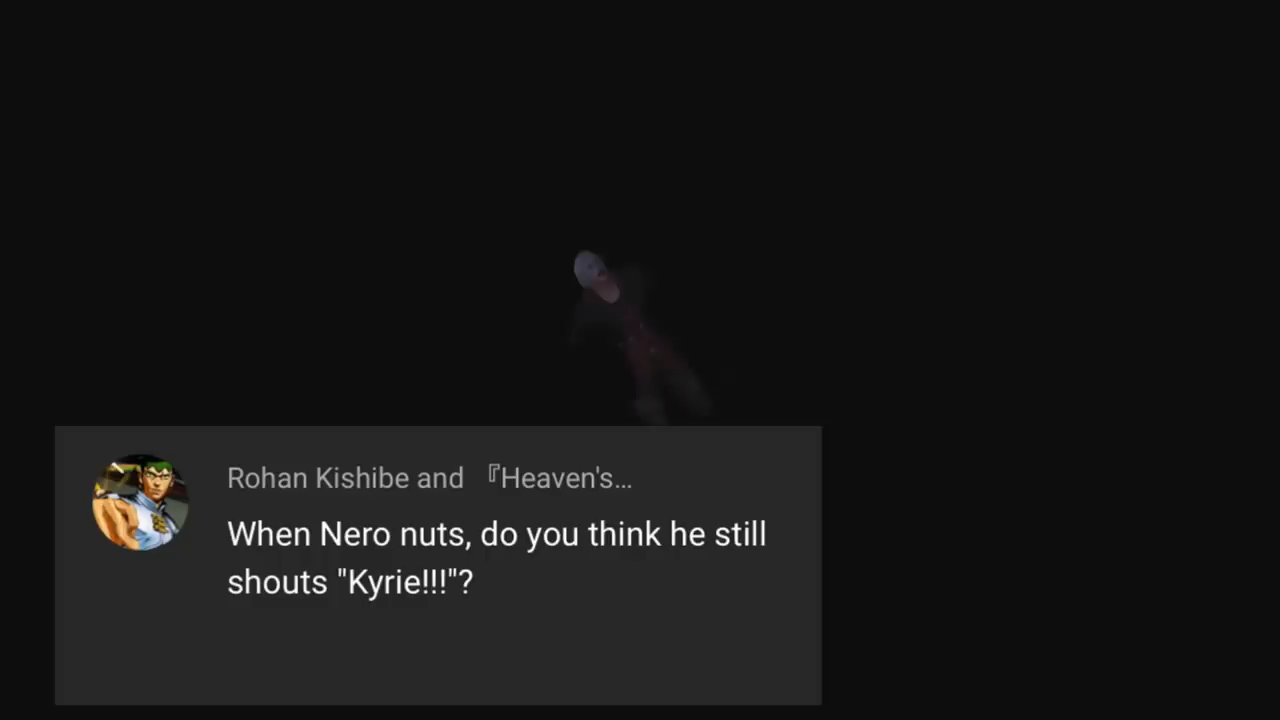 Rohan Kishibe and 『Heaven's...
When Nero nuts, do you think he still
shouts "Kyrie!!!"?